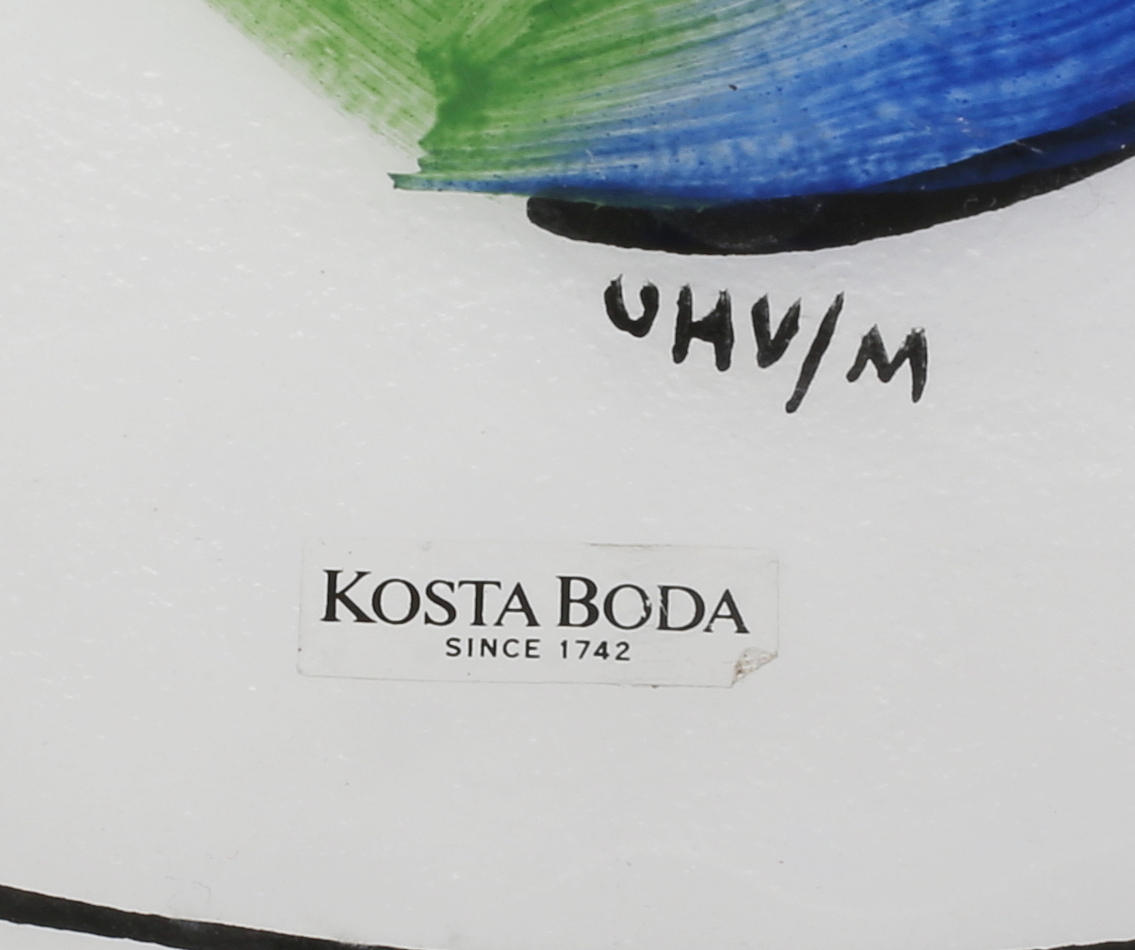 UHV/M
KOSTA BODA
SINCE 1742